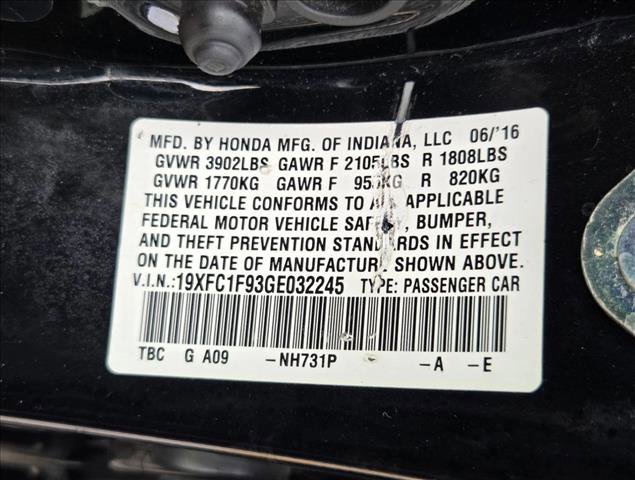 MFD. BY HONDA MFG. OF INDIANA, LLC 06/'16
GVWR 3902LBS GAWR F 2105LBS R 1808LBS
GVWR 1770KG GAWR F 955KG R 820KG
THIS VEHICLE CONFORMS TO ALL APPLICABLE
FEDERAL MOTOR VEHICLE SAFETY, BUMPER,
AND THEFT PREVENTION STANDARDS IN EFFECT
ON THE DATE OF MANUFACTURE SHOWN ABOVE.
V.I.N.:19XFC1F93GE032245 TYPE: PASSENGER CAR
TBC G A09 -NH731P -A -E